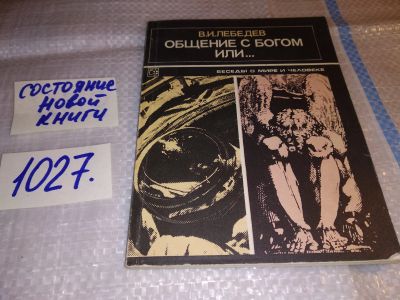 В.И.ЛЕБЕДЕВ
ОБЩЕНИЕ С БОГОМ
ИЛИ...
БЕСЕДЫ О МИРЕ И ЧЕЛОВЕКЕ
состояние
новой
книги
1027.